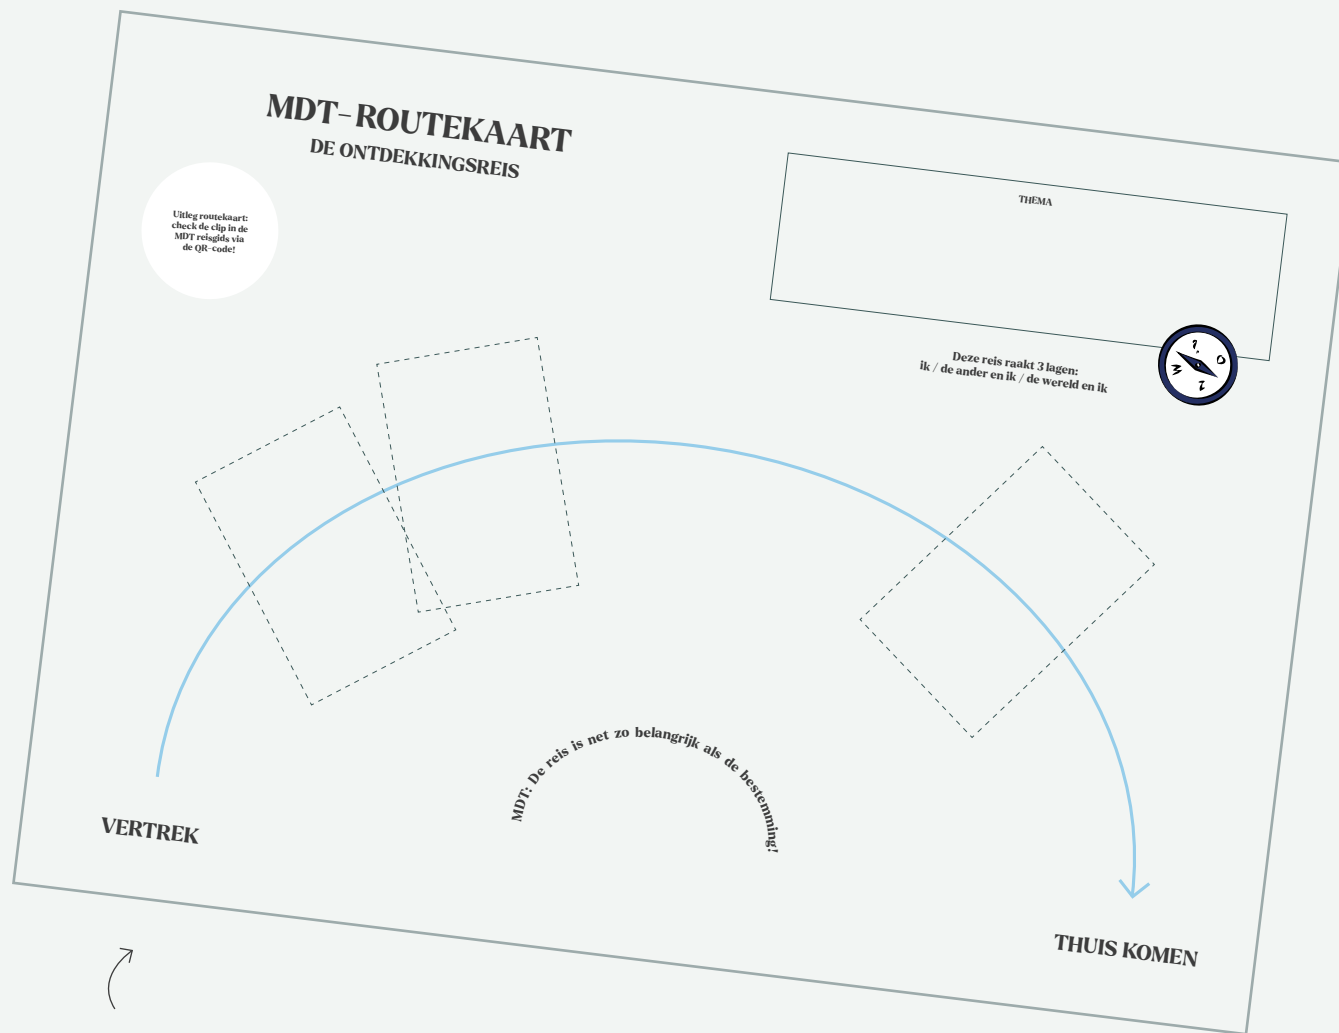 MDT-ROUTEKAART
DE ONTDEKKINGSREIS
Uitleg routekaart:
check de clip in de
MDT reisgids via
de QR-code!
THEMA
Deze reis raakt 3 lagen:
ik / de ander en ik / de wereld en ik
MDT: De reis is net zo belangrijk als de bestemming!
VERTREK
THUIS KOMEN